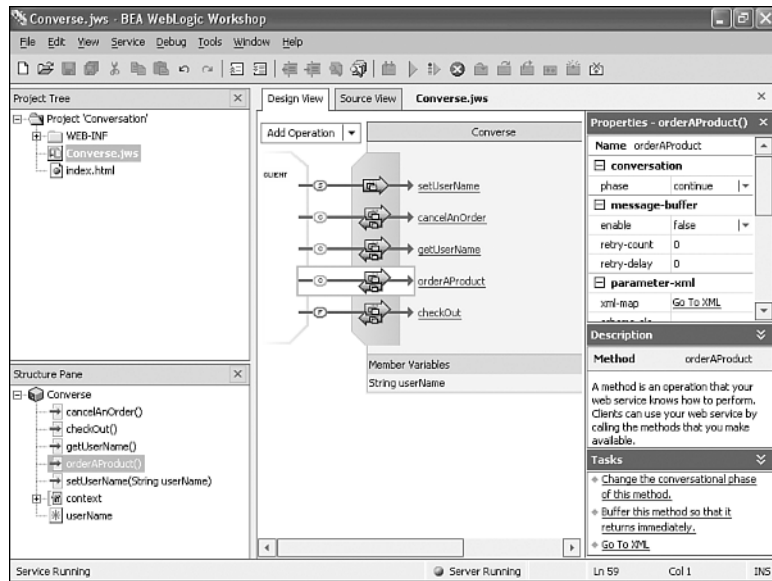 Converse.jws - BEA WebLogic Workshop
File Edit View Service Debug Tools Window Help
Project Tree
Project 'Conversation'
WEB-INF
Converse.jws
index.html
Structure Pane
Converse
cancelAnOrder()
checkOut()
getUserName()
orderAProduct()
setUserName(String userName)
context
userName
Design View Source View Converse.jws
Add Operation
Converse
CLIENT
S setUserName
C cancelAnOrder
C getUserName
C orderAProduct
F checkOut
Member Variables
String userName
Properties - orderAProduct()
Name orderAProduct
conversation
phase continue
message-buffer
enable false
retry-count 0
retry-delay 0
parameter-xml
xml-map Go To XML
Description
Method orderAProduct
A method is an operation that your
web service knows how to perform.
Clients can use your web service by
calling the methods that you make
available.
Tasks
Change the conversational phase
of this method.
Buffer this method so that it
returns immediately.
Go To XML
Service Running Server Running Ln 59 Col 1 INS